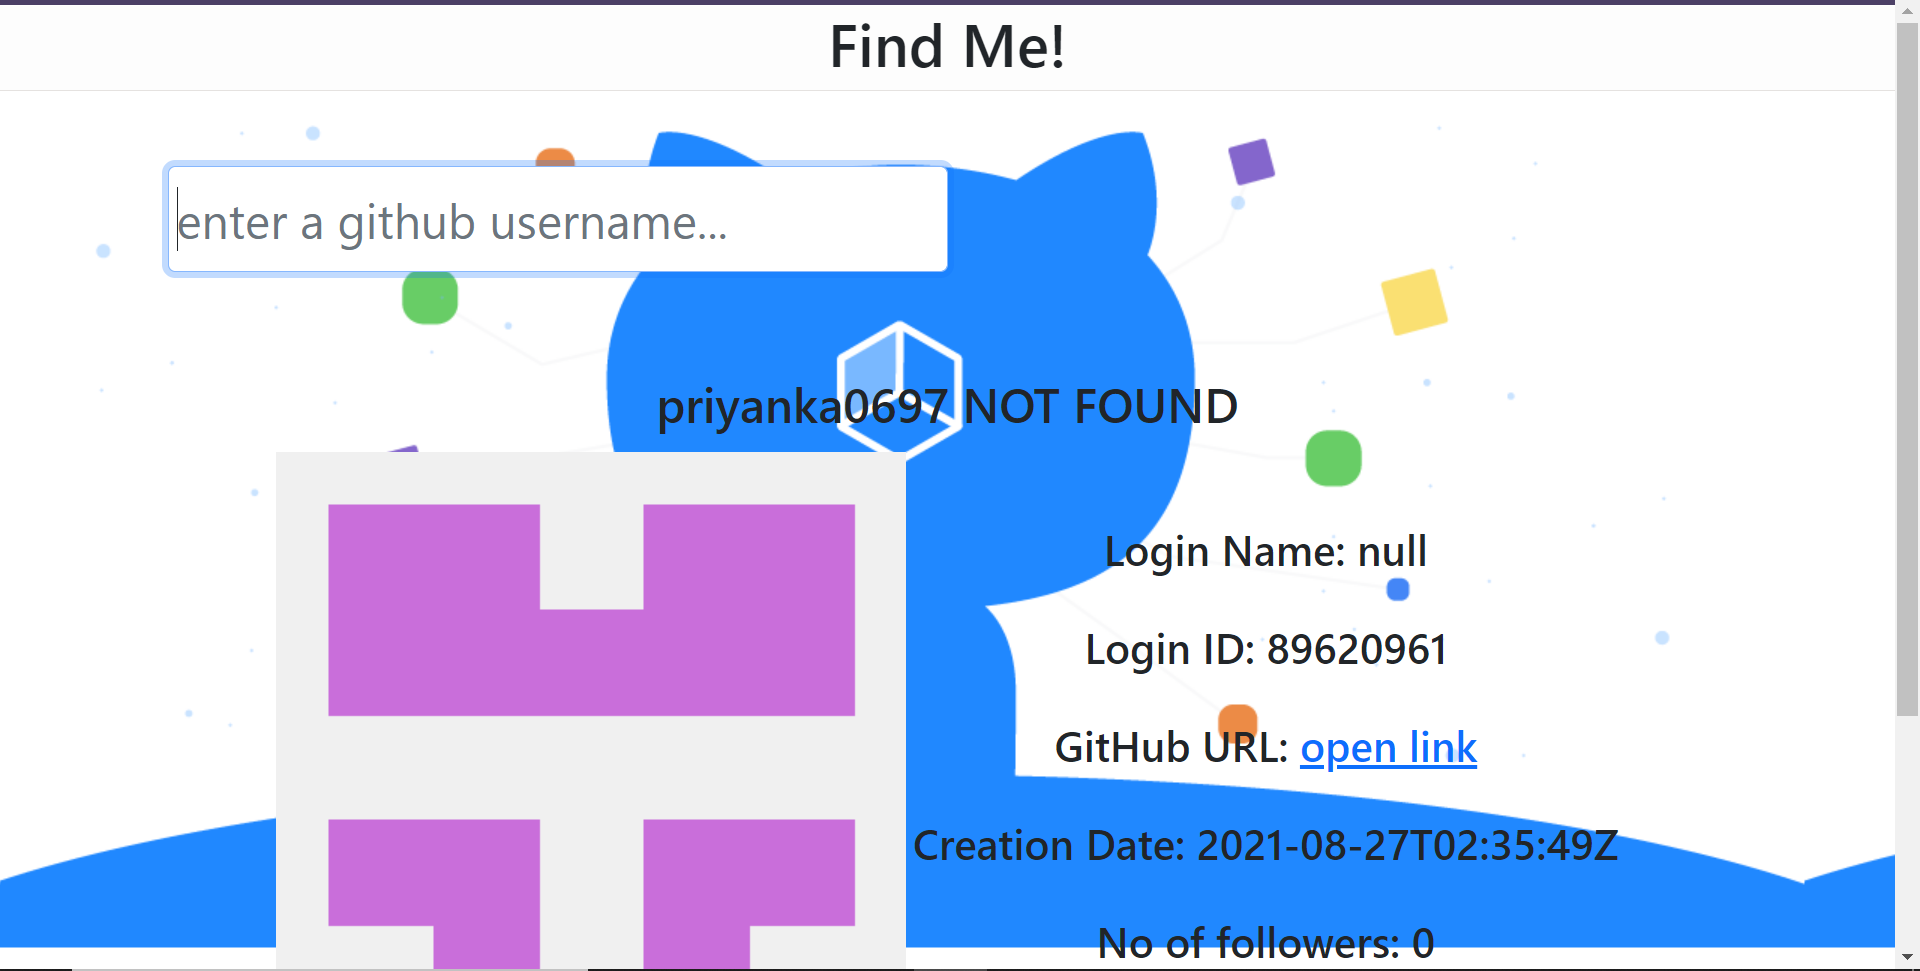 Find Me!
enter a github username...
priyanka0697 NOT FOUND
Login Name: null
Login ID: 89620961
GitHub URL: open link
Creation Date: 2021-08-27T02:35:49Z
No of followers: 0